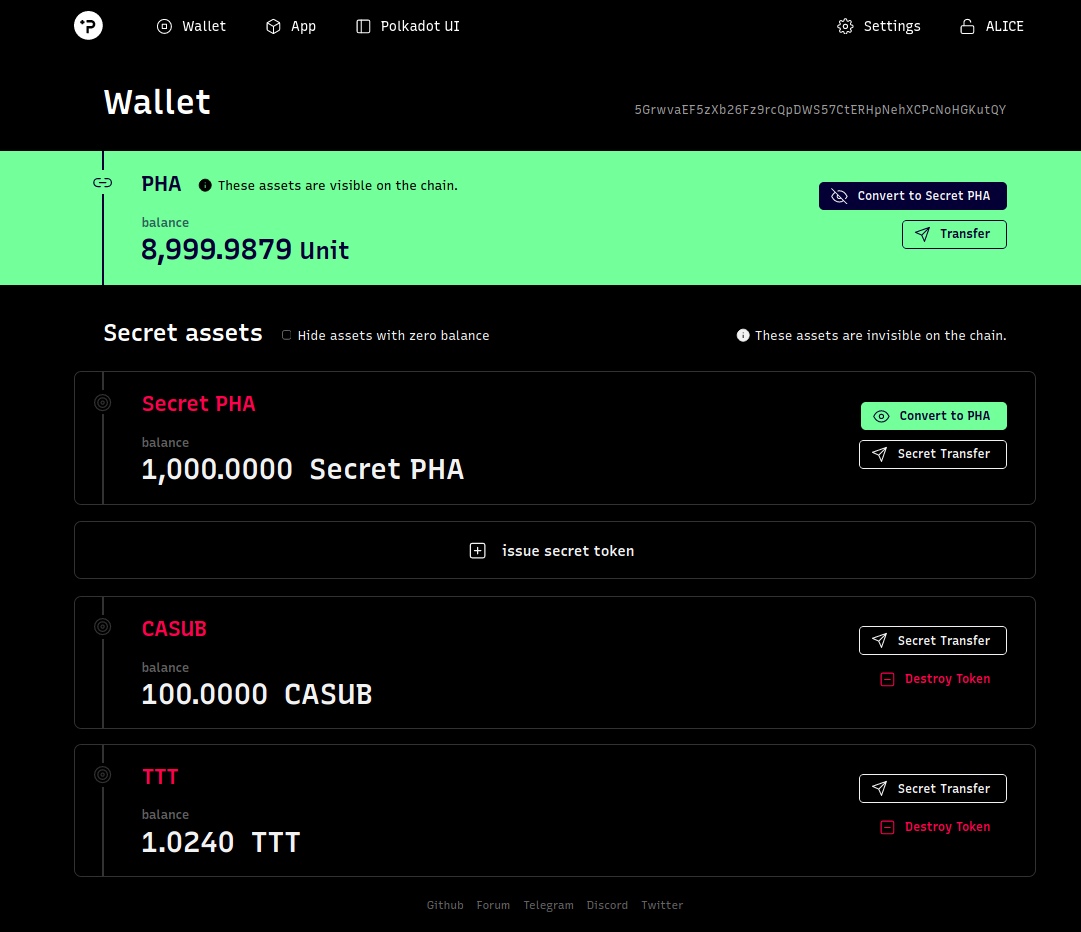 Wallet App Polkadot UI Settings ALICE
Wallet 5GrwvaEF5zXb26Fz9rcQpDWS57CtERHpNehXCPcNoHGKutQY
PHA These assets are visible on the chain. Convert to Secret PHA
balance
8,999.9879 Unit Transfer
Secret assets Hide assets with zero balance These assets are invisible on the chain.
Secret PHA Convert to PHA
balance
1,000.0000 Secret PHA Secret Transfer
issue secret token
CASUB Secret Transfer
balance Destroy Token
100.0000 CASUB
TTT Secret Transfer
balance Destroy Token
1.0240 TTT
Github Forum Telegram Discord Twitter